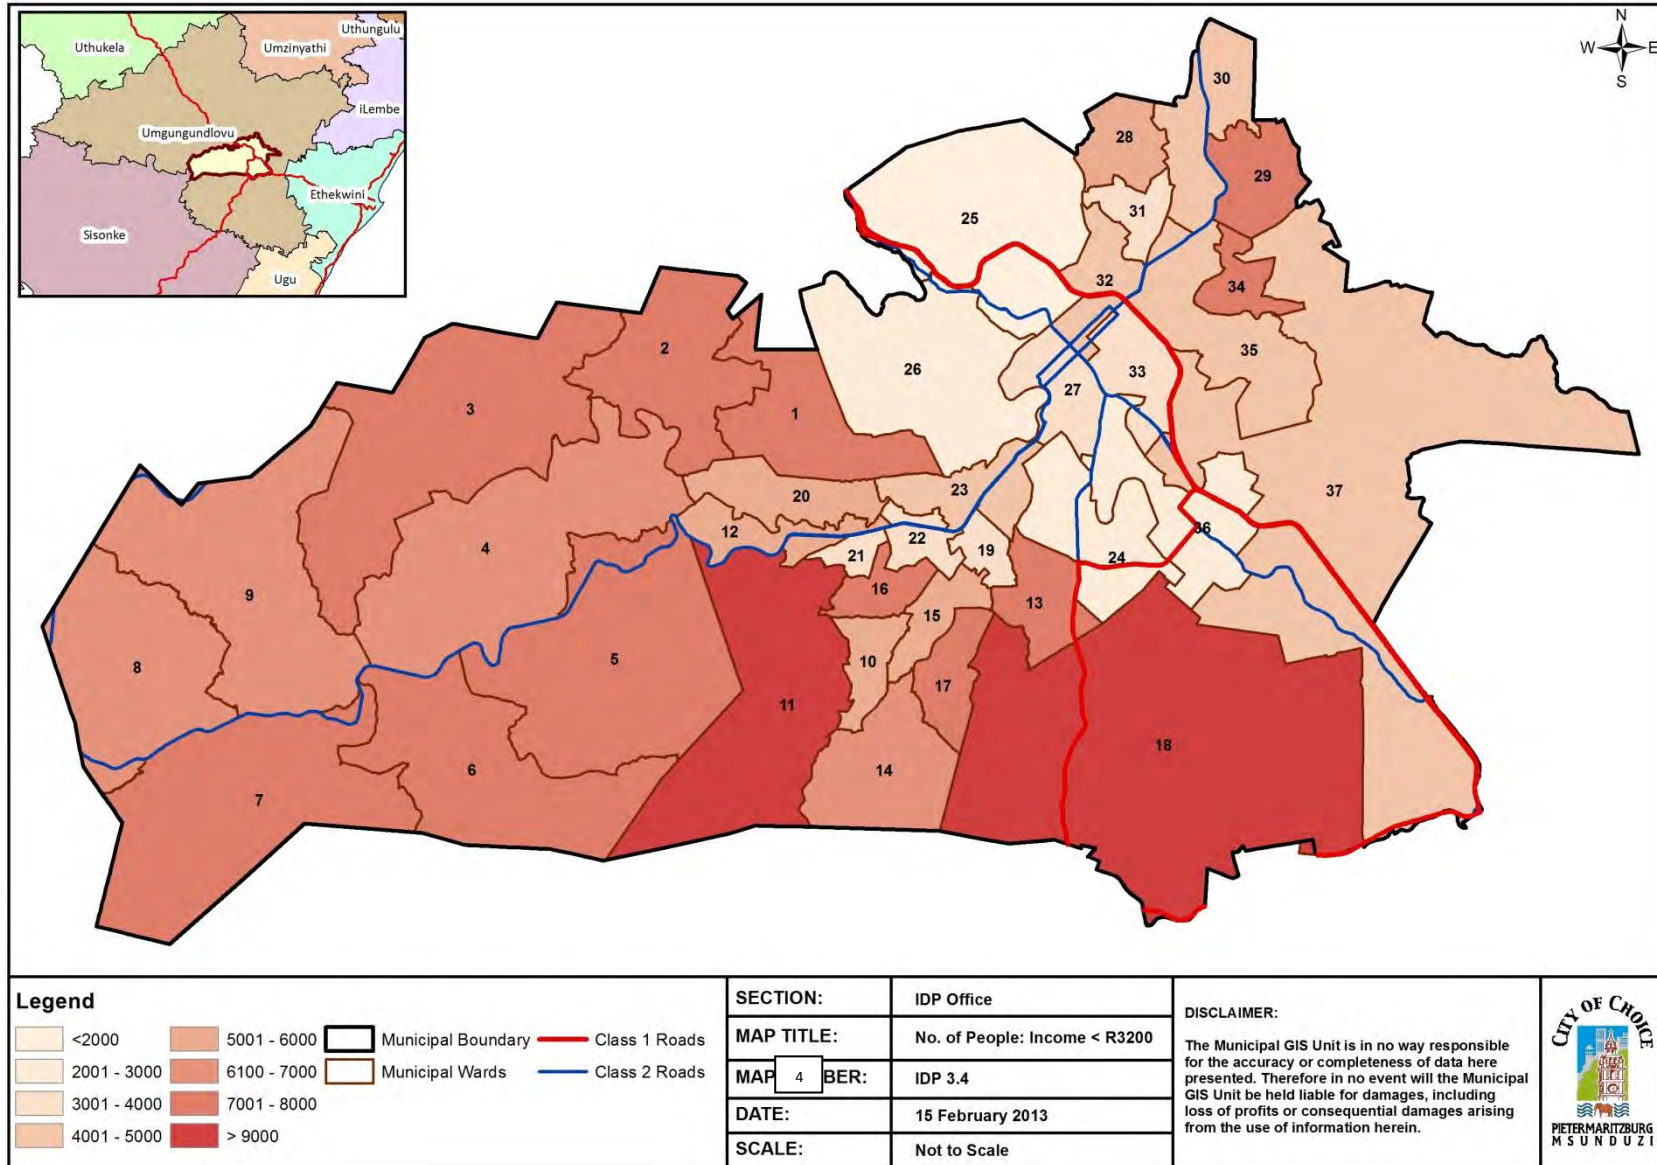 Uthungulu
Uthukela
Umzinyathi
iLembe
Umgungundlovu
Ethekwini
Sisonke
Ugu
N
W E
S
30
28
29
25
31
32
34
2
35
26
33
27
3
1
37
20
23
12
22
36
4
21
19
24
16
9
13
15
8
5
10
17
11
18
6
14
7
Legend
<2000
2001 - 3000
3001 - 4000
4001 - 5000
5001 - 6000
6100 - 7000
7001 - 8000
> 9000
Municipal Boundary
Municipal Wards
Class 1 Roads
Class 2 Roads
SECTION: IDP Office
MAP TITLE: No. of People: Income < R3200
MAP 4 BER: IDP 3.4
DATE: 15 February 2013
SCALE: Not to Scale
DISCLAIMER:
The Municipal GIS Unit is in no way responsible
for the accuracy or completeness of data here
presented. Therefore in no event will the Municipal
GIS Unit be held liable for damages, including
loss of profits or consequential damages arising
from the use of information herein.
CITY OF CHOICE
PIETERMARITZBURG
MSUNDUZI